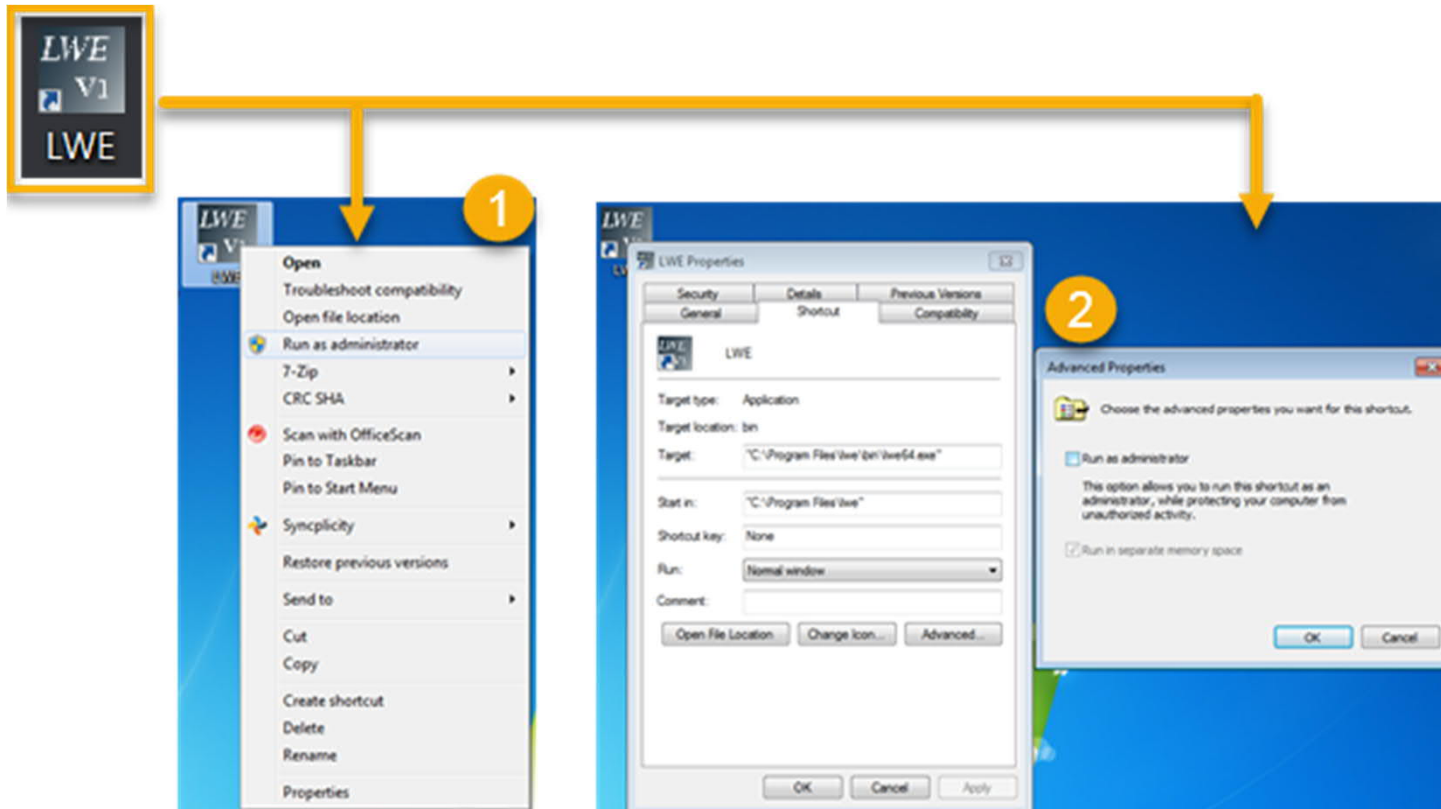 LWE
V1
LWE
1
LWE
Open
Troubleshoot compatibility
Open file location
Run as administrator
7-Zip
CRC SHA
Scan with OfficeScan
Pin to Taskbar
Pin to Start Menu
Syncplicity
Restore previous versions
Send to
Cut
Copy
Create shortcut
Delete
Rename
Properties
LWE
LWE Properties
Security Details Previous Versions
General Shortcut Compatibility
LWE
Target type: Application
Target location: bin
Target: "C:\Program Files\lwe\bin\lwe64.exe"
Start in: "C:\Program Files\lwe"
Shortcut key: None
Run: Normal window
Comment:
Open File Location Change Icon... Advanced...
OK Cancel Apply
2
Advanced Properties
Choose the advanced properties you want for this shortcut.
Run as administrator
This option allows you to run this shortcut as an
administrator, while protecting your computer from
unauthorized activity.
Run in separate memory space
OK Cancel